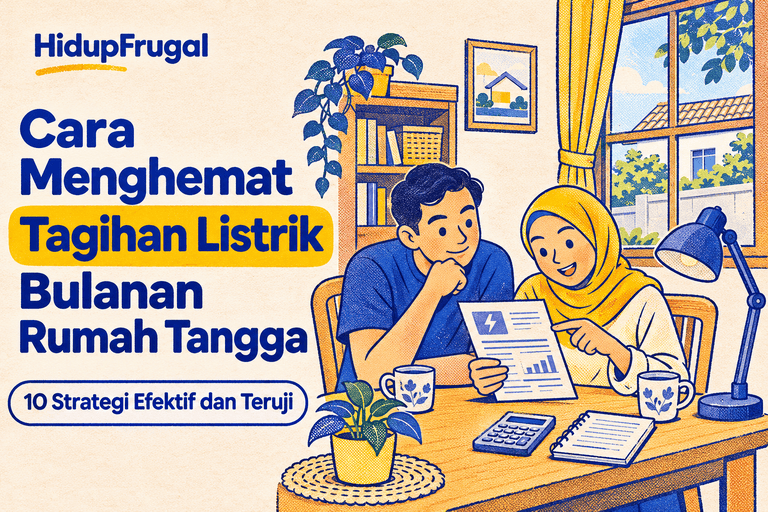 HidupFrugal
Cara
Menghemat
Tagihan Listrik
Bulanan
Rumah Tangga
10 Strategi Efektif dan Teruji